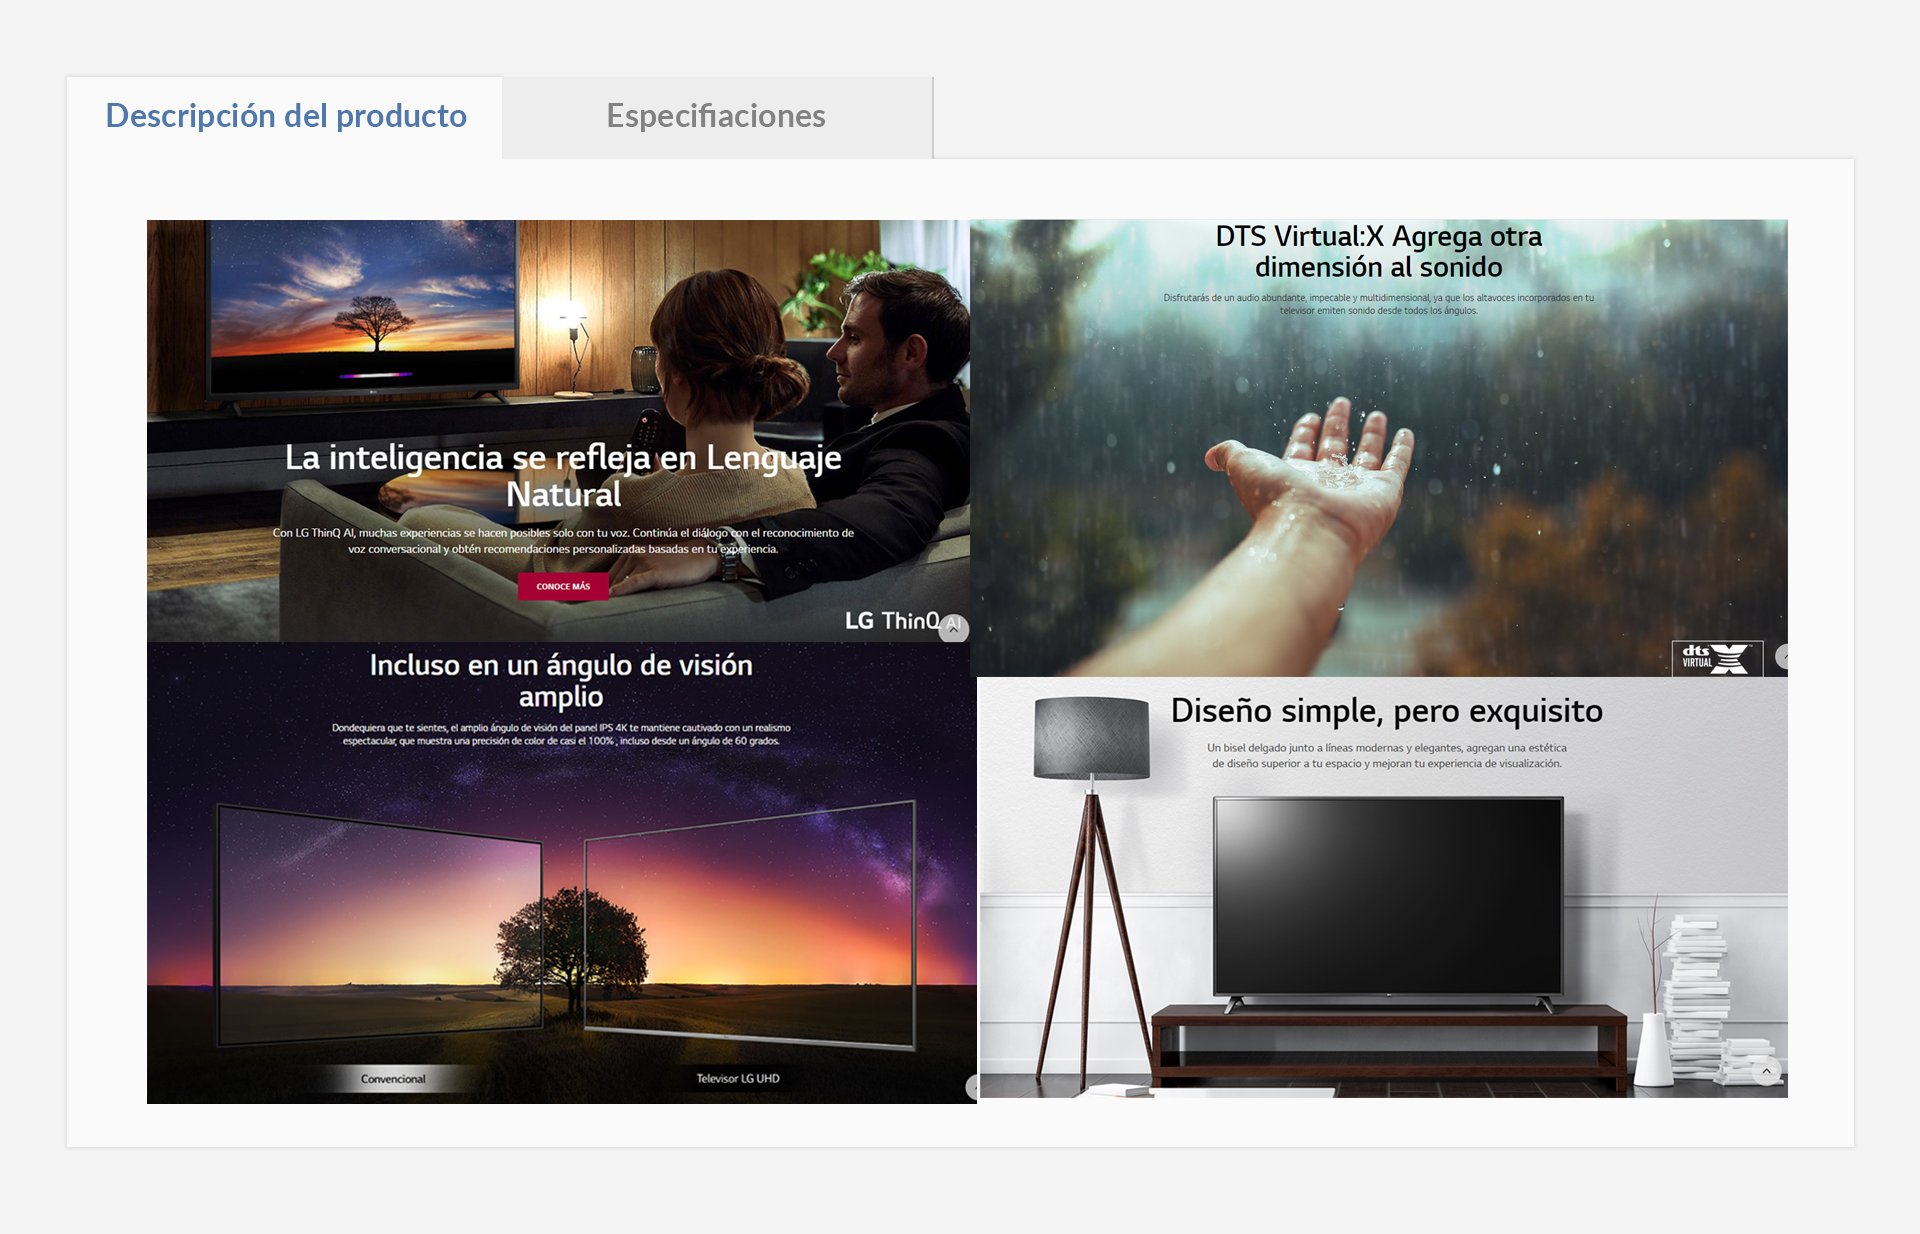 Descripción del producto
Especifiaciones
La inteligencia se refleja en Lenguaje
Natural
Con LG ThinQ AI, muchas experiencias se hacen posibles solo con tu voz. Continúa el diálogo con el reconocimiento de
voz conversacional y obtén recomendaciones personalizadas basadas en tu experiencia.
CONOCE MÁS
LG ThinQ AI
DTS Virtual:X Agrega otra
dimensión al sonido
Disfrutarás de un audio abundante, impecable y multidimensional, ya que los altavoces incorporados en tu
televisor emiten sonido desde todos los ángulos.
dts
VIRTUAL X
Incluso en un ángulo de visión
amplio
Dondequiera que te sientes, el amplio ángulo de visión del panel IPS 4K te mantiene cautivado con un realismo
espectacular, que muestra una precisión de color de casi el 100%, incluso desde un ángulo de 60 grados.
Convencional
Televisor LG UHD
Diseño simple, pero exquisito
Un bisel delgado junto a líneas modernas y elegantes, agregan una estética
de diseño superior a tu espacio y mejoran tu experiencia de visualización.